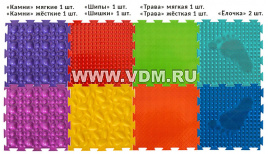 «Камни» мягкие 1 шт. «Шипы» 1 шт. «Трава» мягкая 1 шт.
«Камни» жёсткие 1 шт. «Шишки» 1 шт. «Трава» жёсткая 1 шт. «Елочка» 2 шт.
WWW.VDM.RU